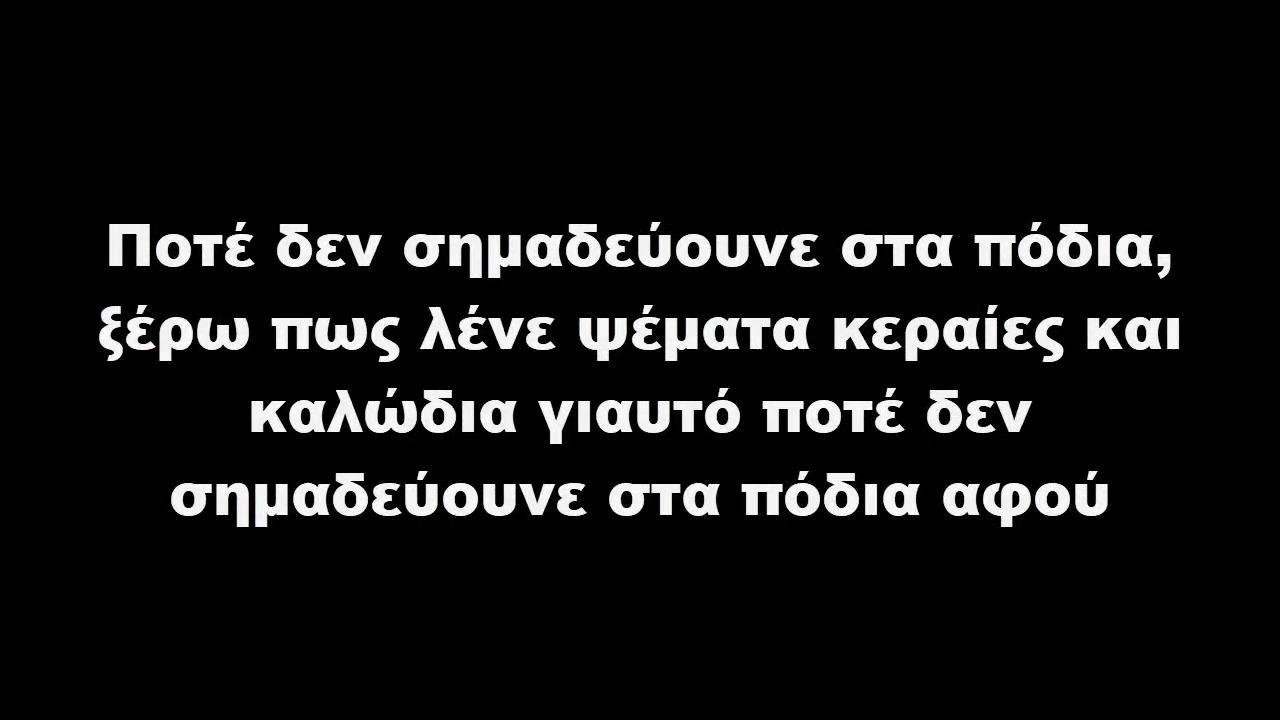 Ποτέ δεν σημαδεύουνε στα πόδια,
ξέρω πως λένε ψέματα κεραίες και
καλώδια γιαυτό ποτέ δεν
σημαδεύουνε στα πόδια αφού